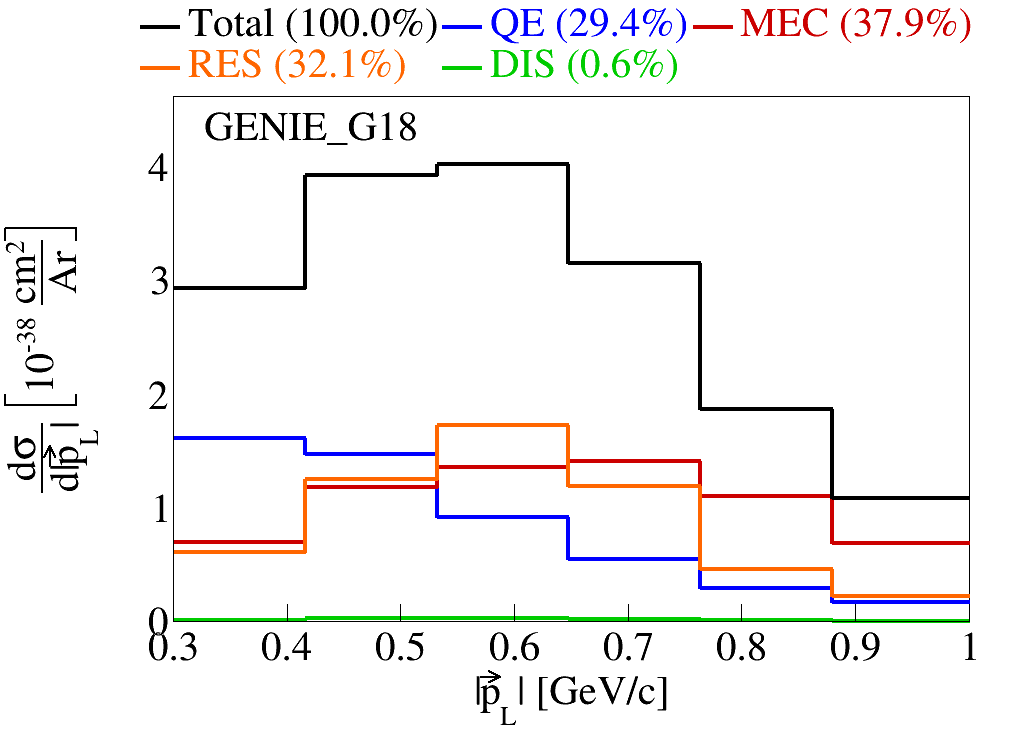 Total (100.0%) QE (29.4%) MEC (37.9%)
RES (32.1%) DIS (0.6%)
GENIE_G18
4
3
2
1
0
dσ/d|p⃗_L| [10^-38 cm^2/Ar]
0.3 0.4 0.5 0.6 0.7 0.8 0.9 1
|p⃗_L| [GeV/c]